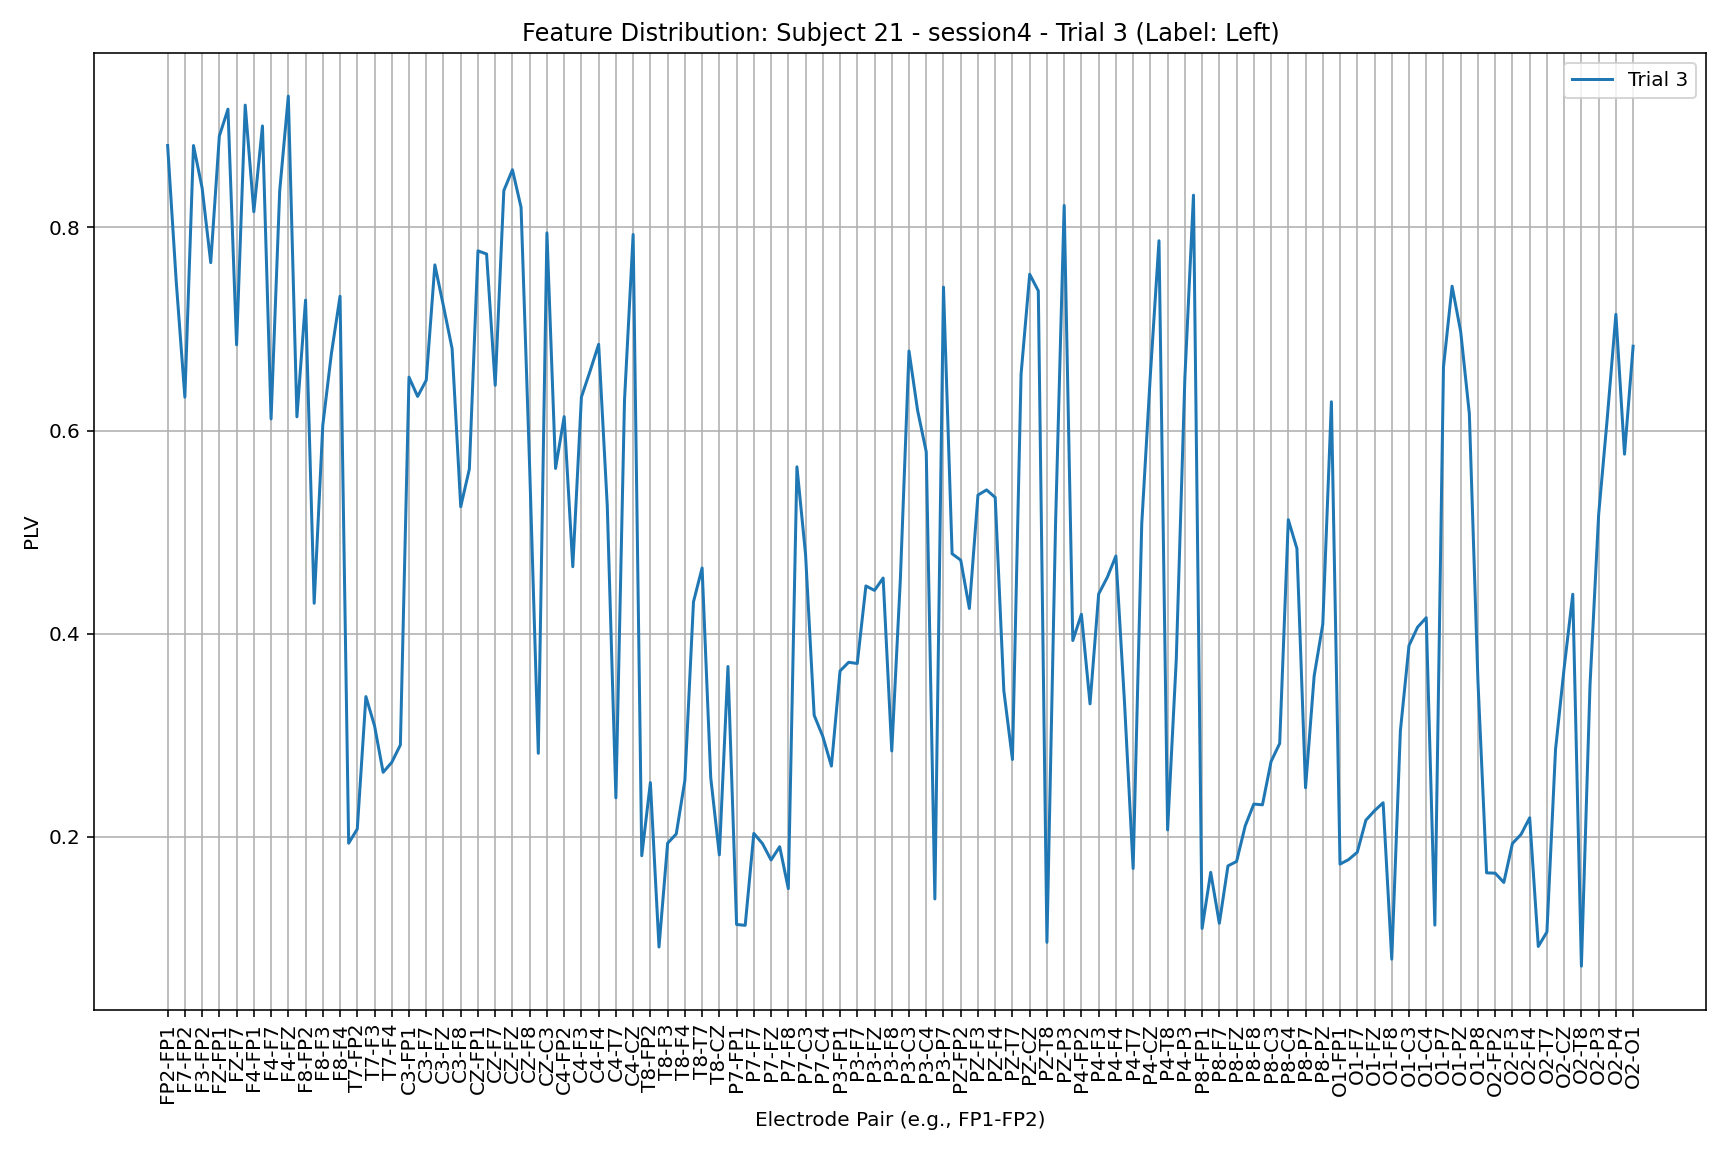 Feature Distribution: Subject 21 - session4 - Trial 3 (Label: Left)
Trial 3
PLV
0.8
0.6
0.4
0.2
FP2-FP1
F7-FP2
F3-FP2
FZ-FP1
FZ-F7
F4-FP1
F4-F7
F4-FZ
F8-FP2
F8-F3
F8-F4
T7-FP2
T7-F3
T7-F4
C3-FP1
C3-F7
C3-FZ
C3-F8
CZ-FP1
CZ-F7
CZ-FZ
CZ-F8
CZ-C3
C4-FP2
C4-F3
C4-F4
C4-T7
C4-CZ
T8-FP2
T8-F3
T8-F4
T8-T7
T8-CZ
P7-FP1
P7-F7
P7-FZ
P7-F8
P7-C3
P7-C4
P3-FP1
P3-F7
P3-FZ
P3-F8
P3-C3
P3-C4
P3-P7
PZ-FP2
PZ-F3
PZ-F4
PZ-T7
PZ-CZ
PZ-T8
PZ-P3
P4-FP2
P4-F3
P4-F4
P4-T7
P4-CZ
P4-T8
P4-P3
P8-FP1
P8-F7
P8-FZ
P8-F8
P8-C3
P8-C4
P8-P7
P8-PZ
O1-FP1
O1-F7
O1-FZ
O1-F8
O1-C3
O1-C4
O1-P7
O1-PZ
O1-P8
O2-FP2
O2-F3
O2-F4
O2-T7
O2-CZ
O2-T8
O2-P3
O2-P4
O2-O1
Electrode Pair (e.g., FP1-FP2)